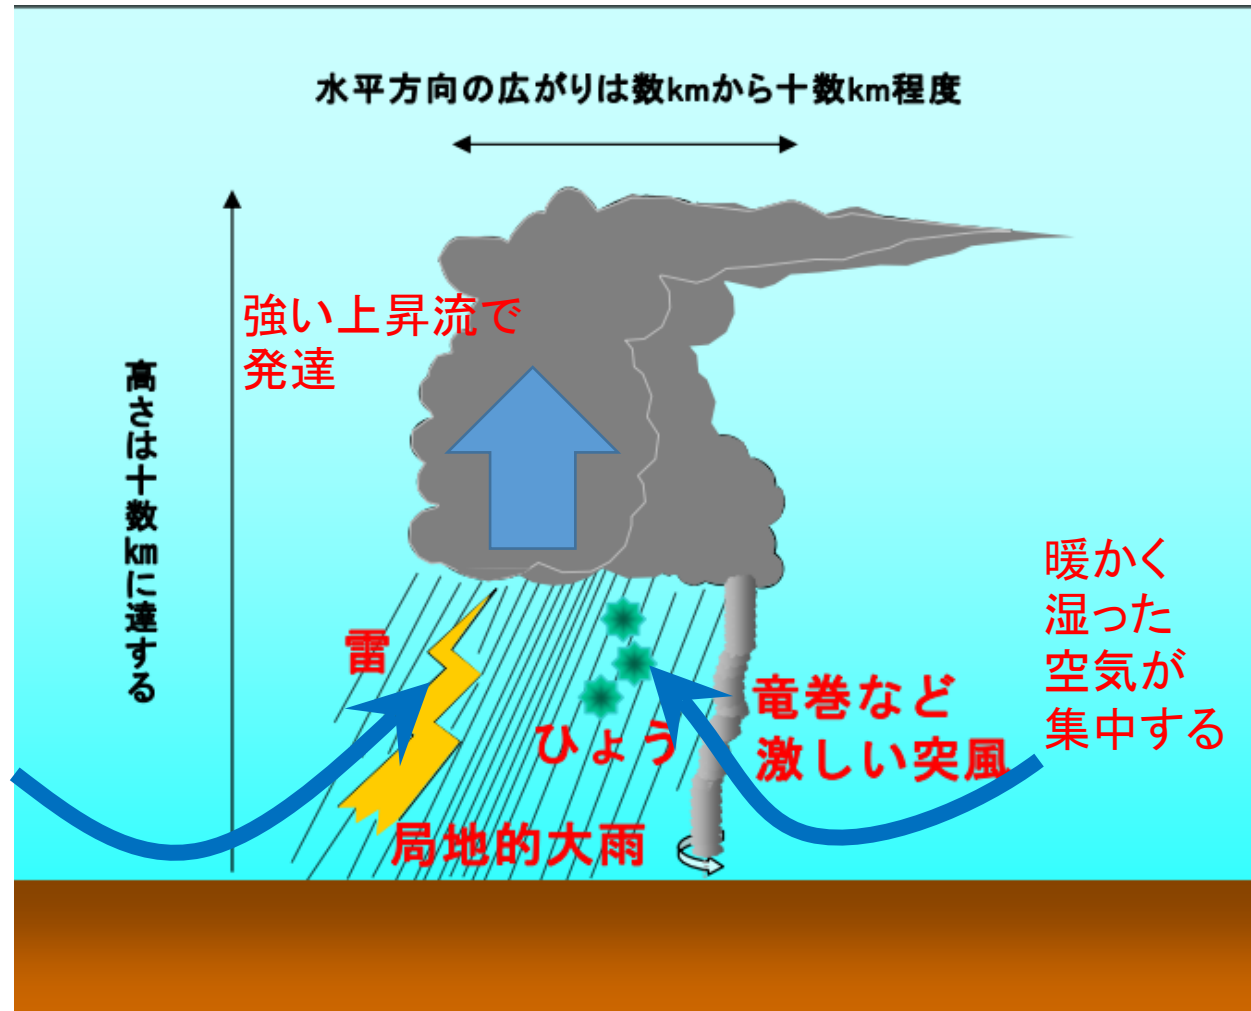 水平方向の広がりは数kmから十数km程度
強い上昇流で
発達
高さは十数㎞に達する
暖かく
湿った
空気が
集中する
雷
ひょう
竜巻など
激しい突風
局地的大雨